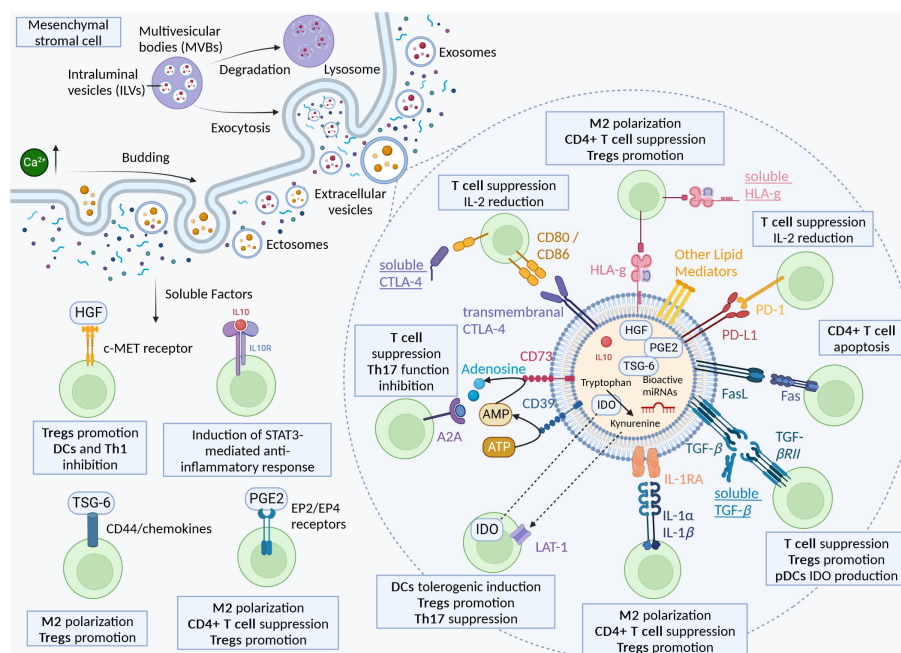 Mesenchymal
stromal cell
Multivesicular
bodies (MVBs)
Intraluminal
vesicles (ILVs)
Degradation
Lysosome
Exosomes
Exocytosis
Ca²⁺
Budding
Extracellular
vesicles
Ectosomes
Soluble Factors
HGF
c-MET receptor
Tregs promotion
DCs and Th1
inhibition
IL10
IL10R
Induction of STAT3-
mediated anti-
inflammatory response
TSG-6
CD44/chemokines
M2 polarization
Tregs promotion
PGE2
EP2/EP4
receptors
M2 polarization
CD4+ T cell suppression
Tregs promotion
M2 polarization
CD4+ T cell suppression
Tregs promotion
soluble
HLA-g
HLA-g
T cell suppression
IL-2 reduction
CD80 /
CD86
soluble
CTLA-4
transmembranal
CTLA-4
Other Lipid
Mediators
T cell suppression
IL-2 reduction
PD-1
PD-L1
CD4+ T cell
apoptosis
FasL
Fas
T cell
suppression
Th17 function
inhibition
Adenosine
CD73
CD39
A2A
AMP
ATP
HGF
IL10
PGE2
TSG-6
Tryptophan
Bioactive
miRNAs
IDO
Kynurenine
TGF-β
TGF-
βRII
soluble
TGF-β
T cell suppression
Tregs promotion
pDCs IDO production
IL-1RA
IL-1α
IL-1β
IDO
LAT-1
DCs tolerogenic induction
Tregs promotion
Th17 suppression
M2 polarization
CD4+ T cell suppression
Tregs promotion